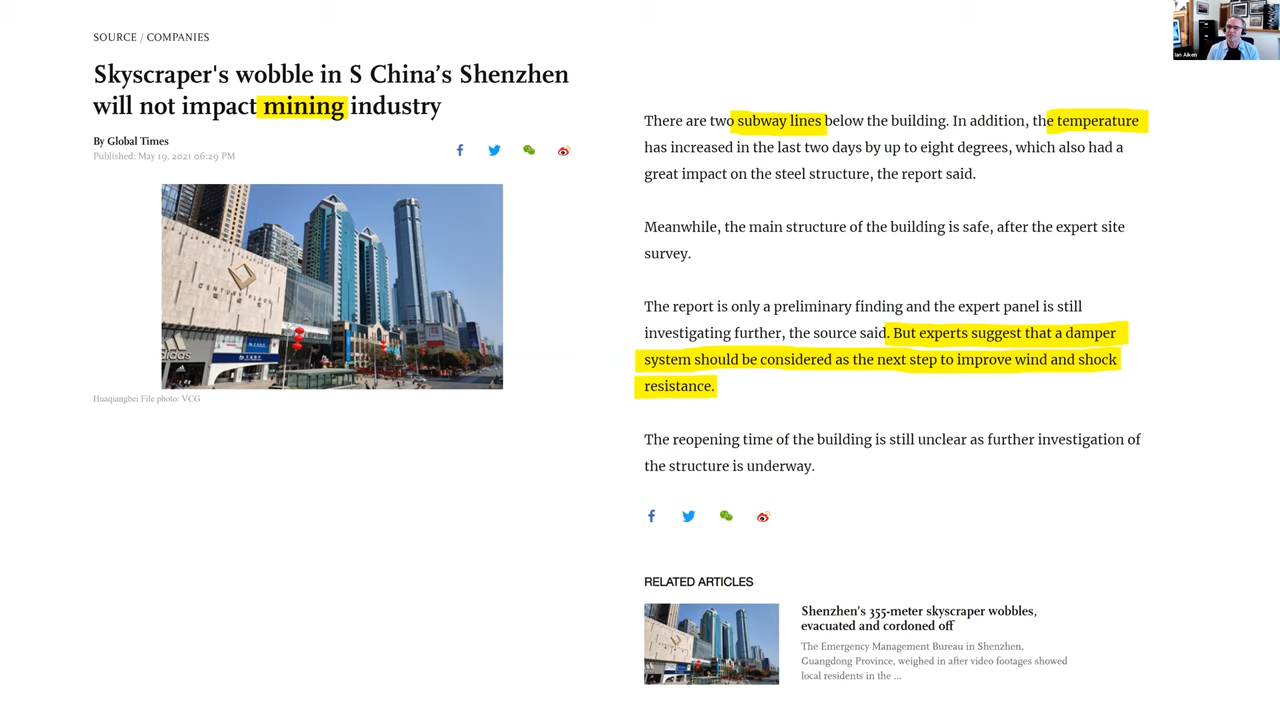 SOURCE / COMPANIES
Skyscraper's wobble in S China’s Shenzhen
will not impact mining industry
By Global Times
Published: May 19, 2021 06:29 PM
CENTURY PLACE
adidas
Huaqiangbei File photo: VCG
Ian Aiken
There are two subway lines below the building. In addition, the temperature
has increased in the last two days by up to eight degrees, which also had a
great impact on the steel structure, the report said.
Meanwhile, the main structure of the building is safe, after the expert site
survey.
The report is only a preliminary finding and the expert panel is still
investigating further, the source said. But experts suggest that a damper
system should be considered as the next step to improve wind and shock
resistance.
The reopening time of the building is still unclear as further investigation of
the structure is underway.
RELATED ARTICLES
Shenzhen’s 355-meter skyscraper wobbles,
evacuated and cordoned off
The Emergency Management Bureau in Shenzhen,
Guangdong Province, weighed in after video footages showed
local residents in the ...